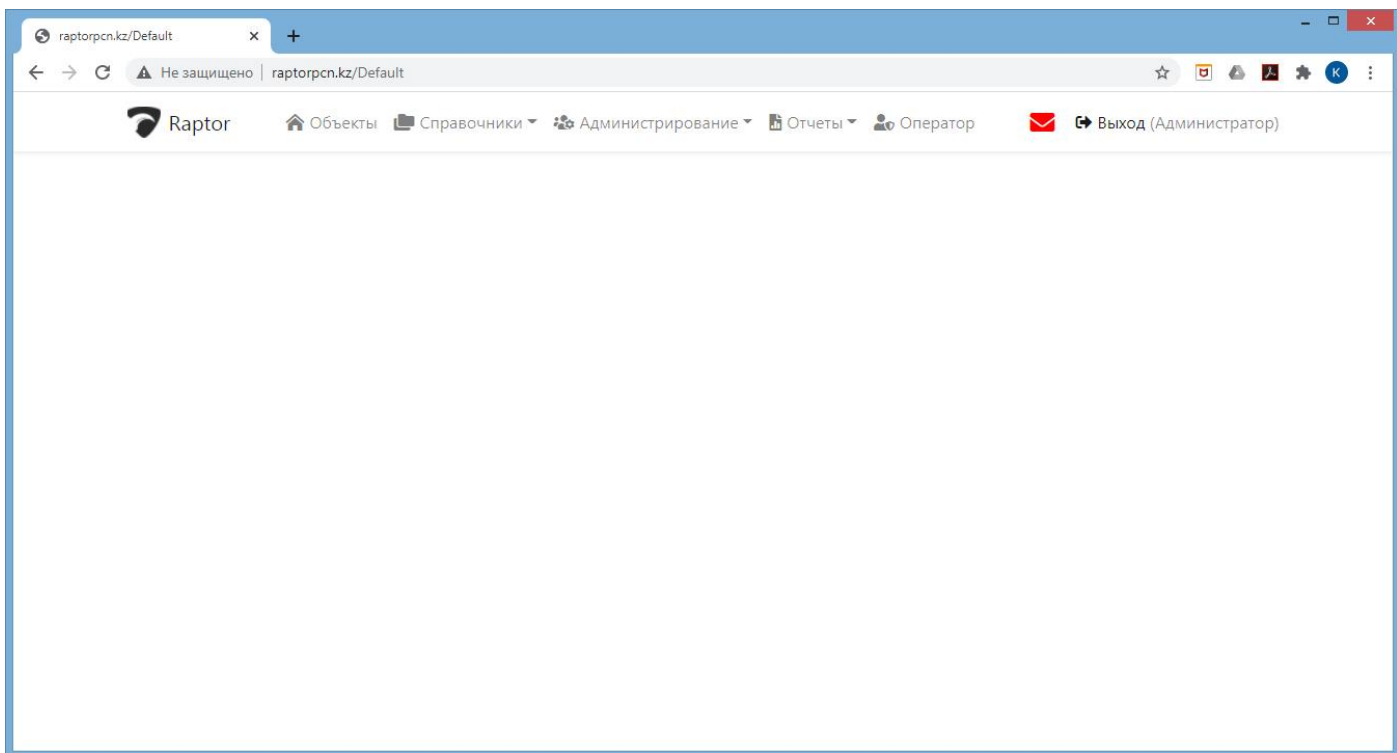 raptorpcn.kz/Default
Не защищено raptorpcn.kz/Default K
Raptor Объекты Справочники Администрирование Отчеты Оператор Выход (Администратор)